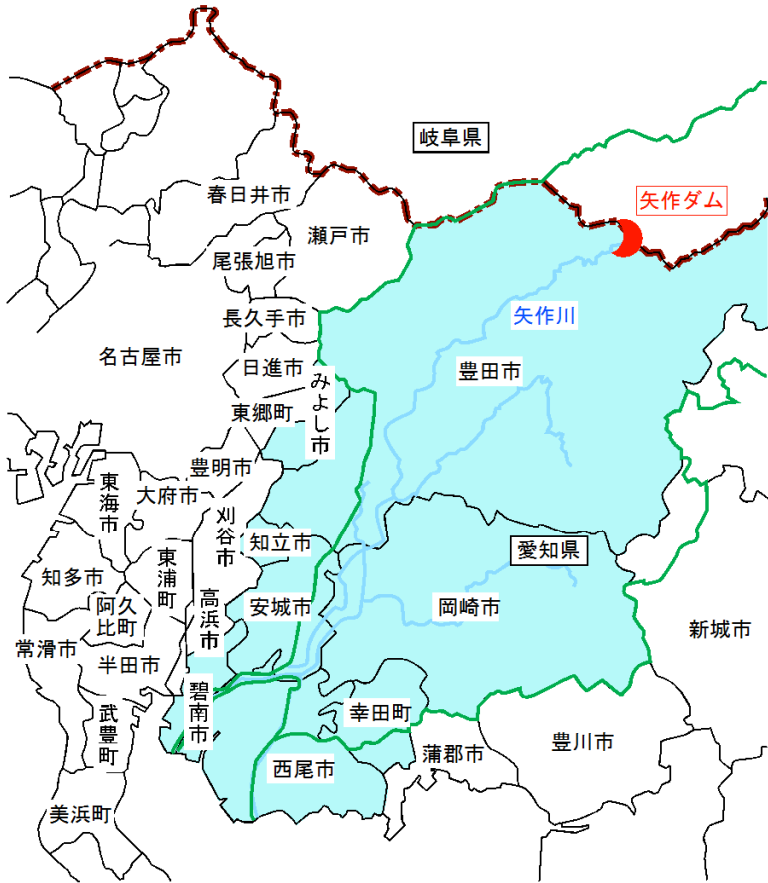 岐阜県
春日井市
矢作ダム
瀬戸市
尾張旭市
長久手市
矢作川
名古屋市
日進市
豊田市
みよし市
東郷町
豊明市
東海市
大府市
刈谷市
知立市
愛知県
東浦町
知多市
高浜市
阿久
比町
安城市
岡崎市
新城市
常滑市
半田市
碧南市
幸田町
武豊町
豊川市
蒲郡市
西尾市
美浜町